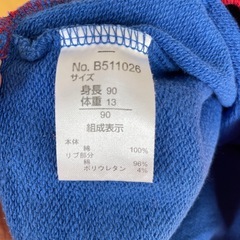 No. B511026
サイズ
身長 90
体重 13
90
組成表示
本体
綿 100%
リブ部分
綿 96%
ポリウレタン 4%